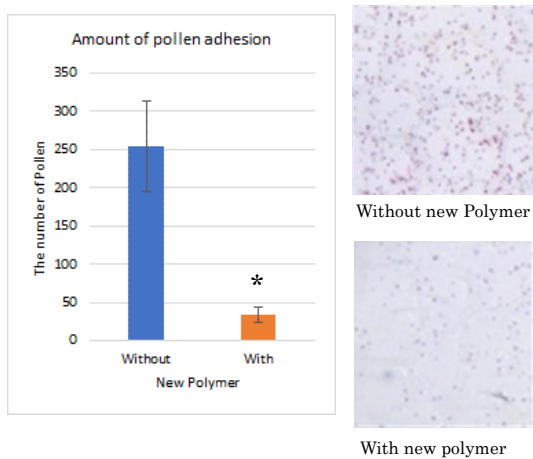 Amount of pollen adhesion
350
300
250
200
150
100
50
0
The number of Pollen
*
Without
With
New Polymer
Without new Polymer
With new polymer